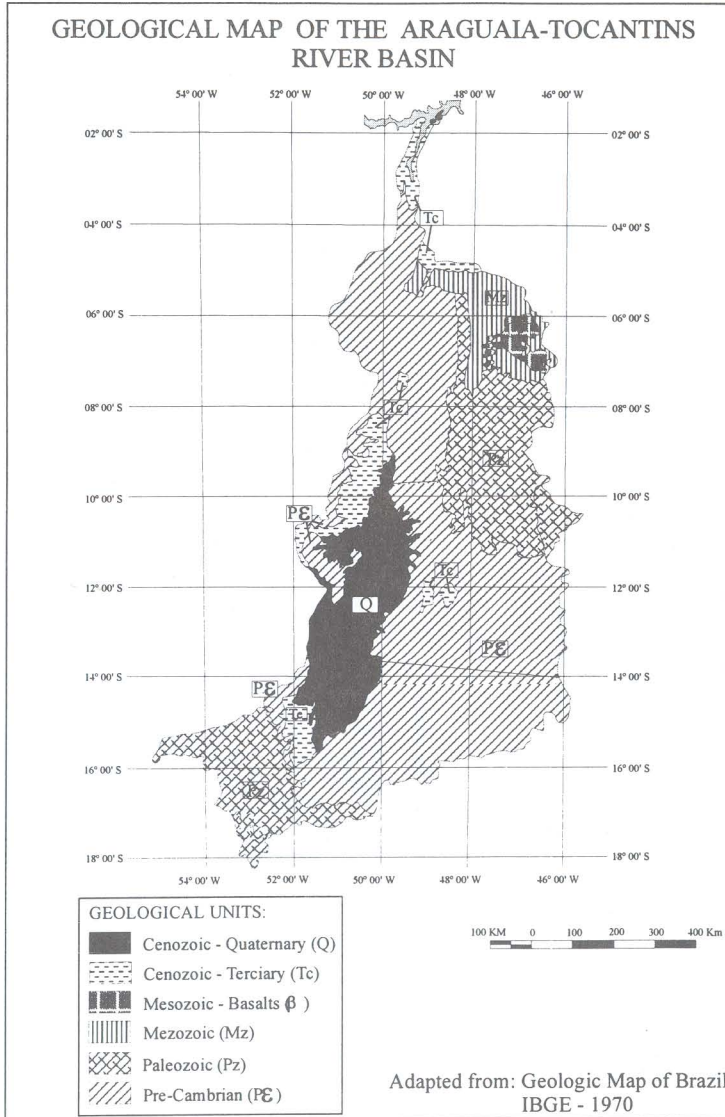 GEOLOGICAL MAP OF THE ARAGUAIA-TOCANTINS
RIVER BASIN
54° 00' W 52° 00' W 50° 00' W 48° 00' W 46° 00' W
02° 00' S 02° 00' S
Tc
04° 00' S 04° 00' S
Mz
06° 00' S 06° 00' S
Tc
08° 00' S 08° 00' S
Pz
10° 00' S 10° 00' S
PƐ
Tc
12° 00' S 12° 00' S
Q
PƐ
14° 00' S 14° 00' S
PƐ
Tc
16° 00' S 16° 00' S
Pz
18° 00' S 18° 00' S
54° 00' W 52° 00' W 50° 00' W 48° 00' W 46° 00' W
GEOLOGICAL UNITS:
Cenozoic - Quaternary (Q)
Cenozoic - Terciary (Tc)
Mesozoic - Basalts (β)
Mezozoic (Mz)
Paleozoic (Pz)
Pre-Cambrian (PƐ)
100 KM 0 100 200 300 400 Km
Adapted from: Geologic Map of Brazil
IBGE - 1970